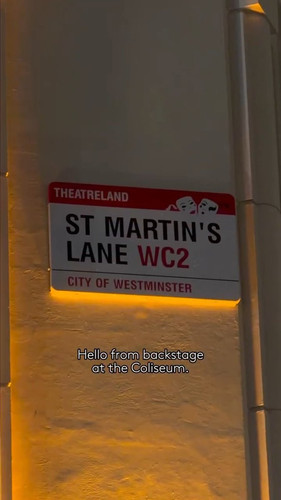 THEATRELAND
ST MARTIN'S
LANE WC2
CITY OF WESTMINSTER
Hello from backstage
at the Coliseum.